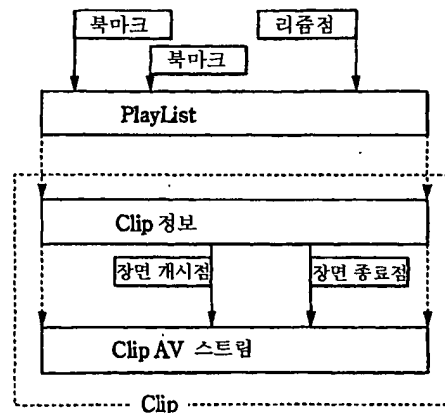 북마크
리쥼점
북마크
PlayList
Clip 정보
장면 개시점
장면 종료점
Clip AV 스트림
Clip